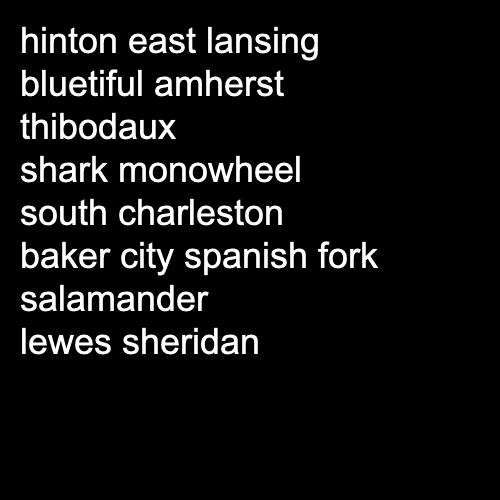 hinton east lansing
bluetiful amherst
thibodaux
shark monowheel
south charleston
baker city spanish fork
salamander
lewes sheridan